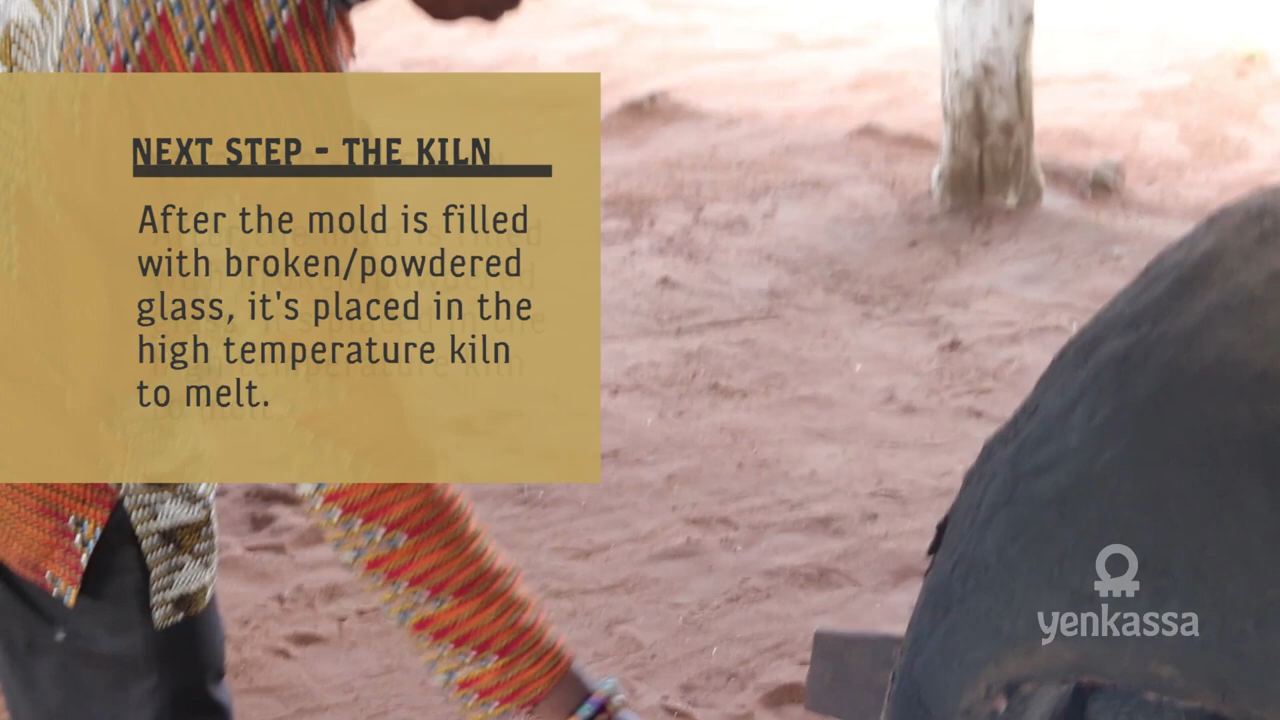 NEXT STEP - THE KILN
After the mold is filled
with broken/powdered
glass, it's placed in the
high temperature kiln
to melt.
yenkassa